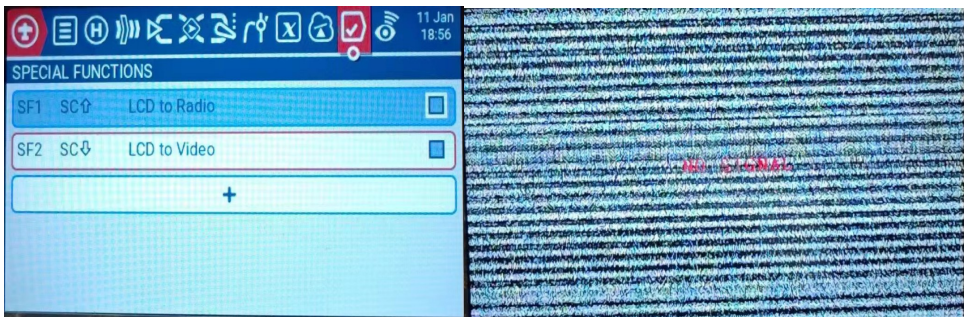 11 Jan
18:56
SPECIAL FUNCTIONS
SF1 SC⇧ LCD to Radio
SF2 SC⇩ LCD to Video
+
NO SIGNAL